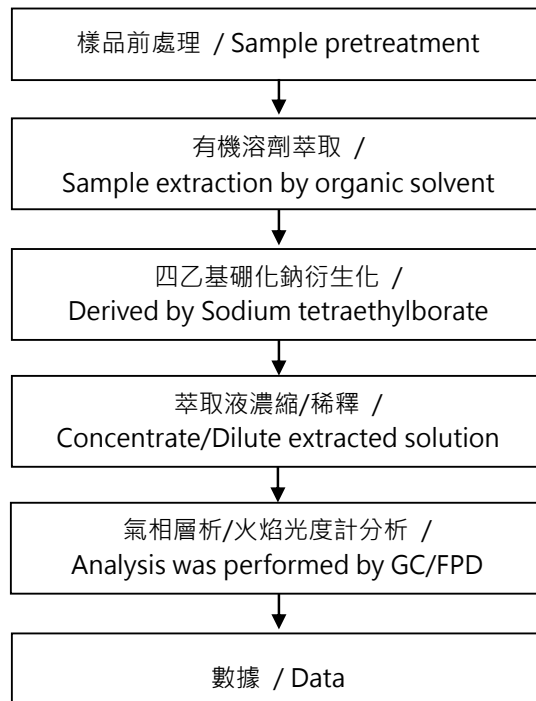 樣品前處理 / Sample pretreatment
有機溶劑萃取 /
Sample extraction by organic solvent
四乙基硼化鈉衍生化 /
Derived by Sodium tetraethylborate
萃取液濃縮/稀釋 /
Concentrate/Dilute extracted solution
氣相層析/火焰光度計分析 /
Analysis was performed by GC/FPD
數據 / Data